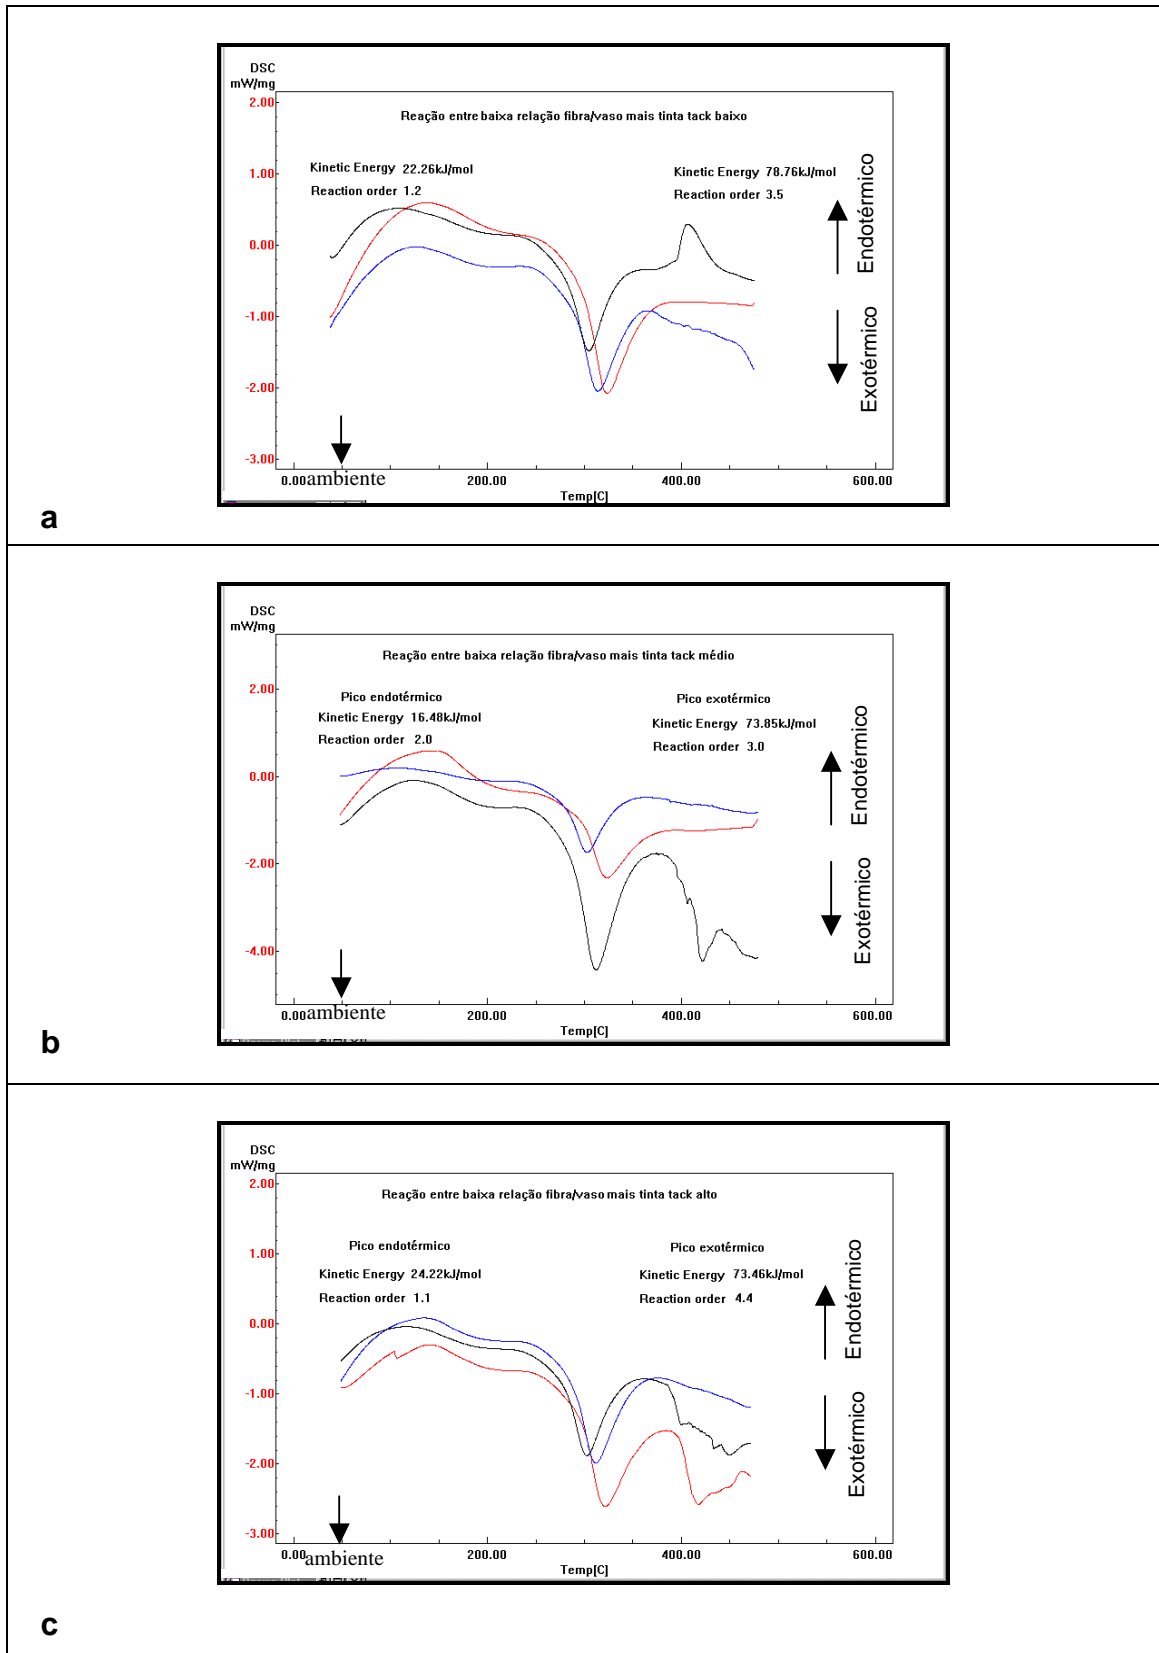 DSC
mW/mg
2.00
Reação entre baixa relação fibra/vaso mais tinta tack baixo
1.00
Kinetic Energy 22.26kJ/mol
Kinetic Energy 78.76kJ/mol
Reaction order 1.2
Reaction order 3.5
Endotérmico
0.00
-1.00
Exotérmico
-2.00
-3.00
0.00 ambiente 200.00 400.00 600.00
Temp[C]
a
DSC
mW/mg
Reação entre baixa relação fibra/vaso mais tinta tack médio
2.00
Pico endotérmico
Pico exotérmico
Kinetic Energy 16.48kJ/mol
Kinetic Energy 73.85kJ/mol
Reaction order 2.0
Reaction order 3.0
Endotérmico
0.00
-2.00
Exotérmico
-4.00
0.00 ambiente 200.00 400.00 600.00
Temp[C]
b
DSC
mW/mg
2.00
Reação entre baixa relação fibra/vaso mais tinta tack alto
1.00
Pico endotérmico
Pico exotérmico
Kinetic Energy 24.22kJ/mol
Kinetic Energy 73.46kJ/mol
Reaction order 1.1
Reaction order 4.4
Endotérmico
0.00
-1.00
Exotérmico
-2.00
-3.00
0.00 ambiente 200.00 400.00 600.00
Temp[C]
c